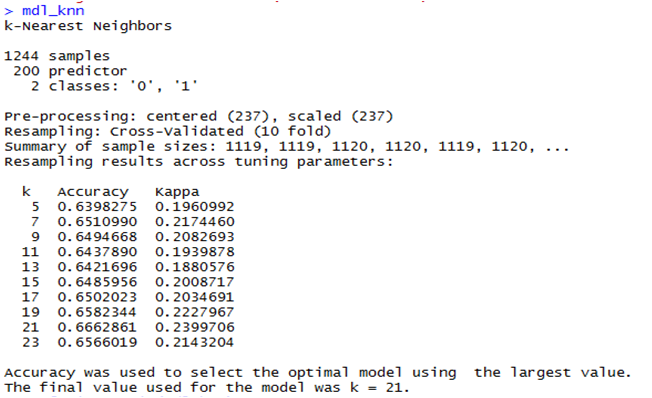 > mdl_knn
k-Nearest Neighbors
1244 samples
200 predictor
2 classes: '0', '1'
Pre-processing: centered (237), scaled (237)
Resampling: Cross-Validated (10 fold)
Summary of sample sizes: 1119, 1119, 1120, 1120, 1119, 1120, ...
Resampling results across tuning parameters:
k Accuracy Kappa
5 0.6398275 0.1960992
7 0.6510990 0.2174460
9 0.6494668 0.2082693
11 0.6437890 0.1939878
13 0.6421696 0.1880576
15 0.6485956 0.2008717
17 0.6502023 0.2034691
19 0.6582344 0.2227967
21 0.6662861 0.2399706
23 0.6566019 0.2143204
Accuracy was used to select the optimal model using the largest value.
The final value used for the model was k = 21.